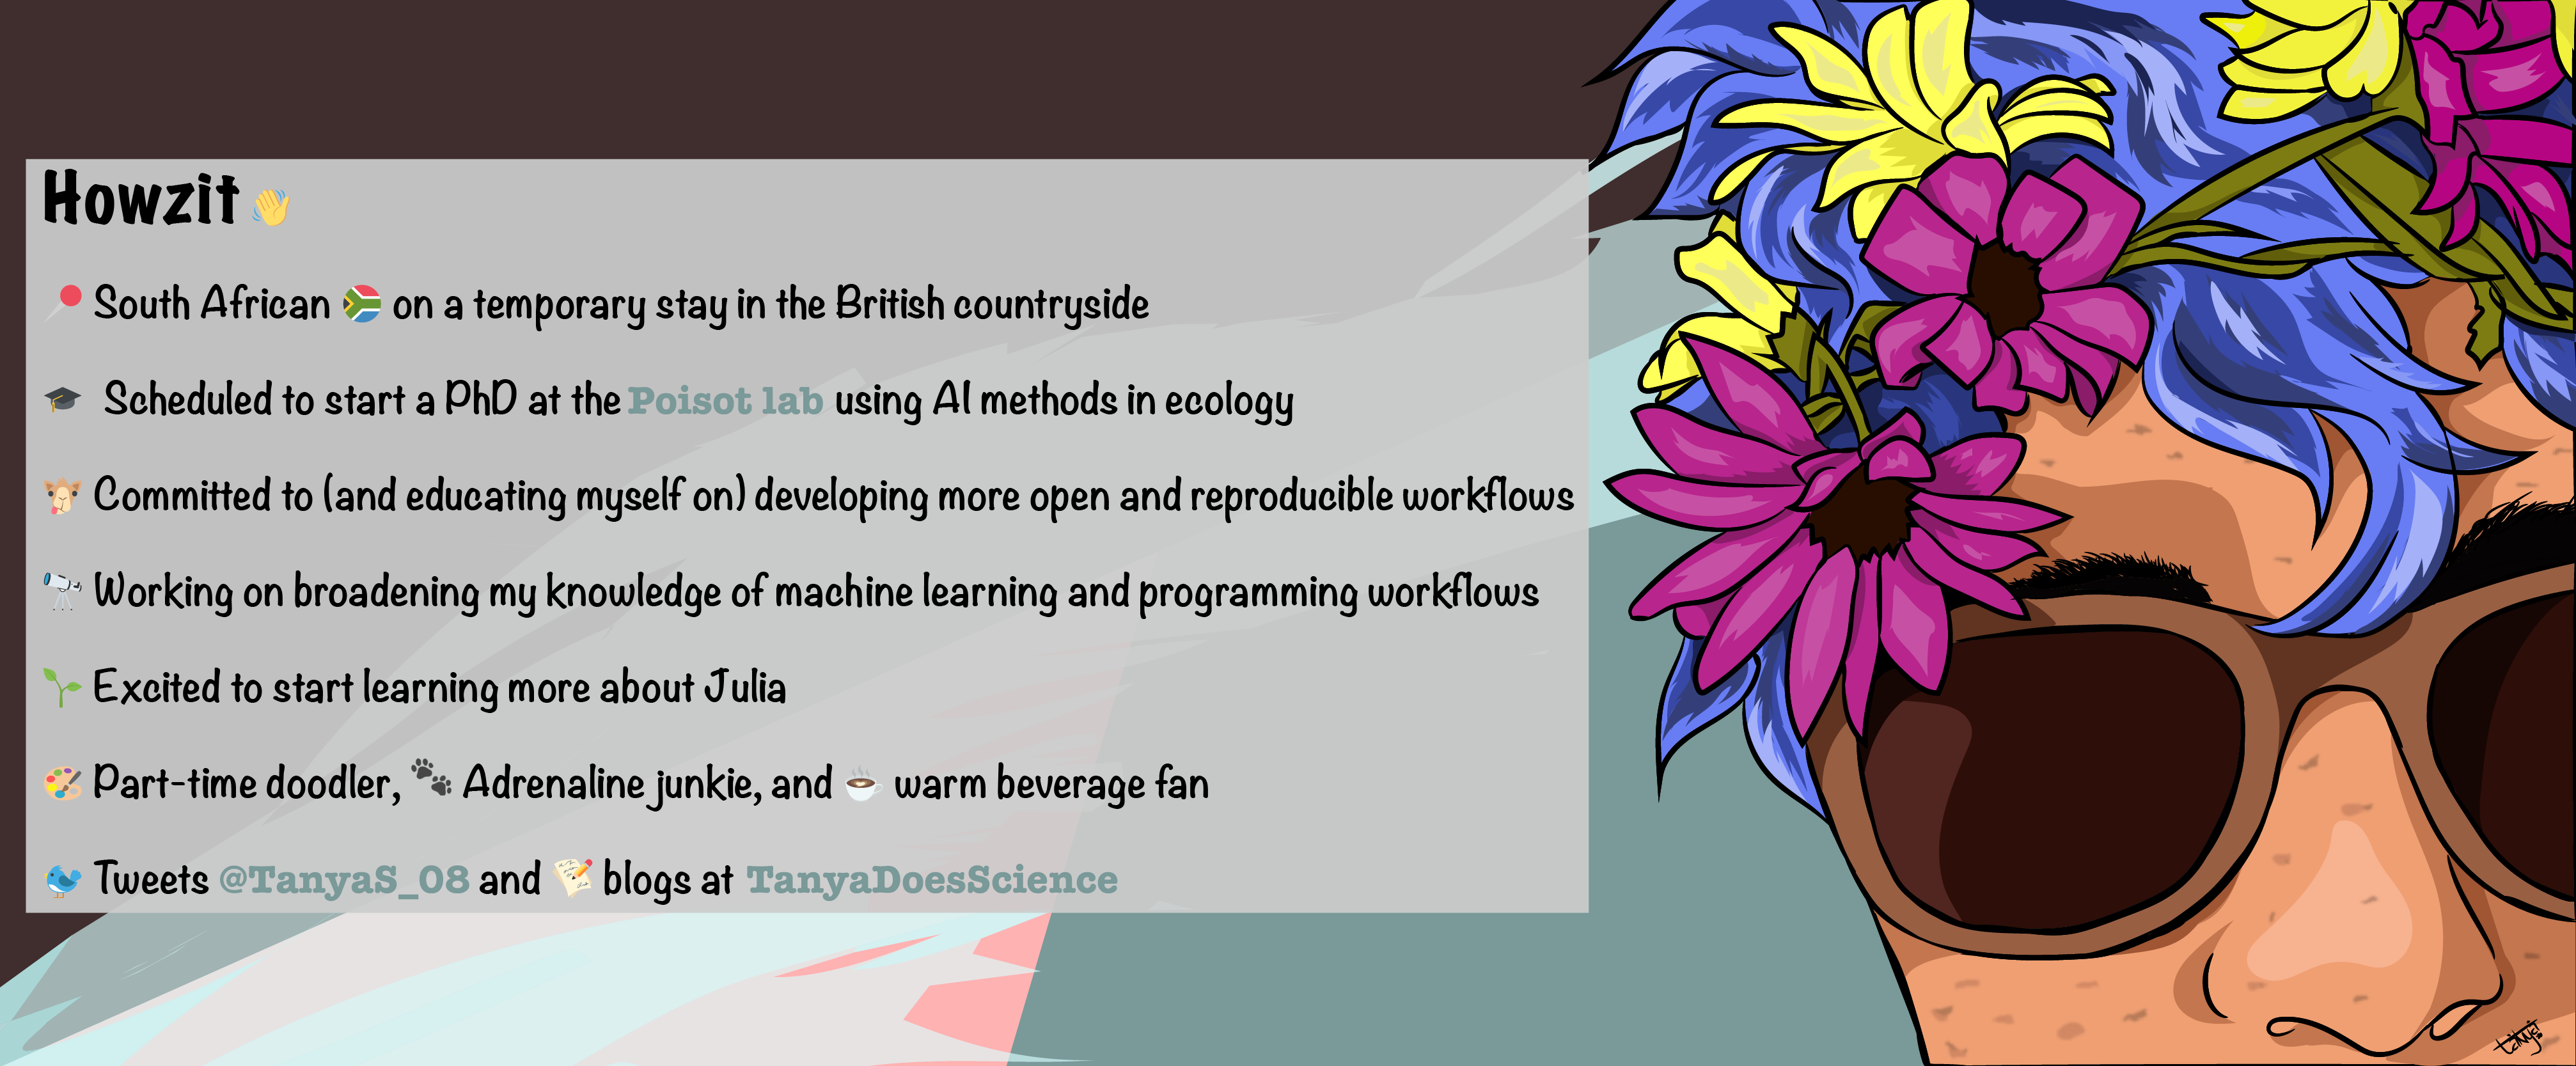 Howzit 👋
📍 South African 🇿🇦 on a temporary stay in the British countryside
🎓 Scheduled to start a PhD at the Poisot lab using AI methods in ecology
🐫 Committed to (and educating myself on) developing more open and reproducible workflows
🔭 Working on broadening my knowledge of machine learning and programming workflows
🌱 Excited to start learning more about Julia
🎨 Part-time doodler, 🐾 Adrenaline junkie, and ☕ warm beverage fan
🐦 Tweets @TanyaS_08 and 📝 blogs at TanyaDoesScience